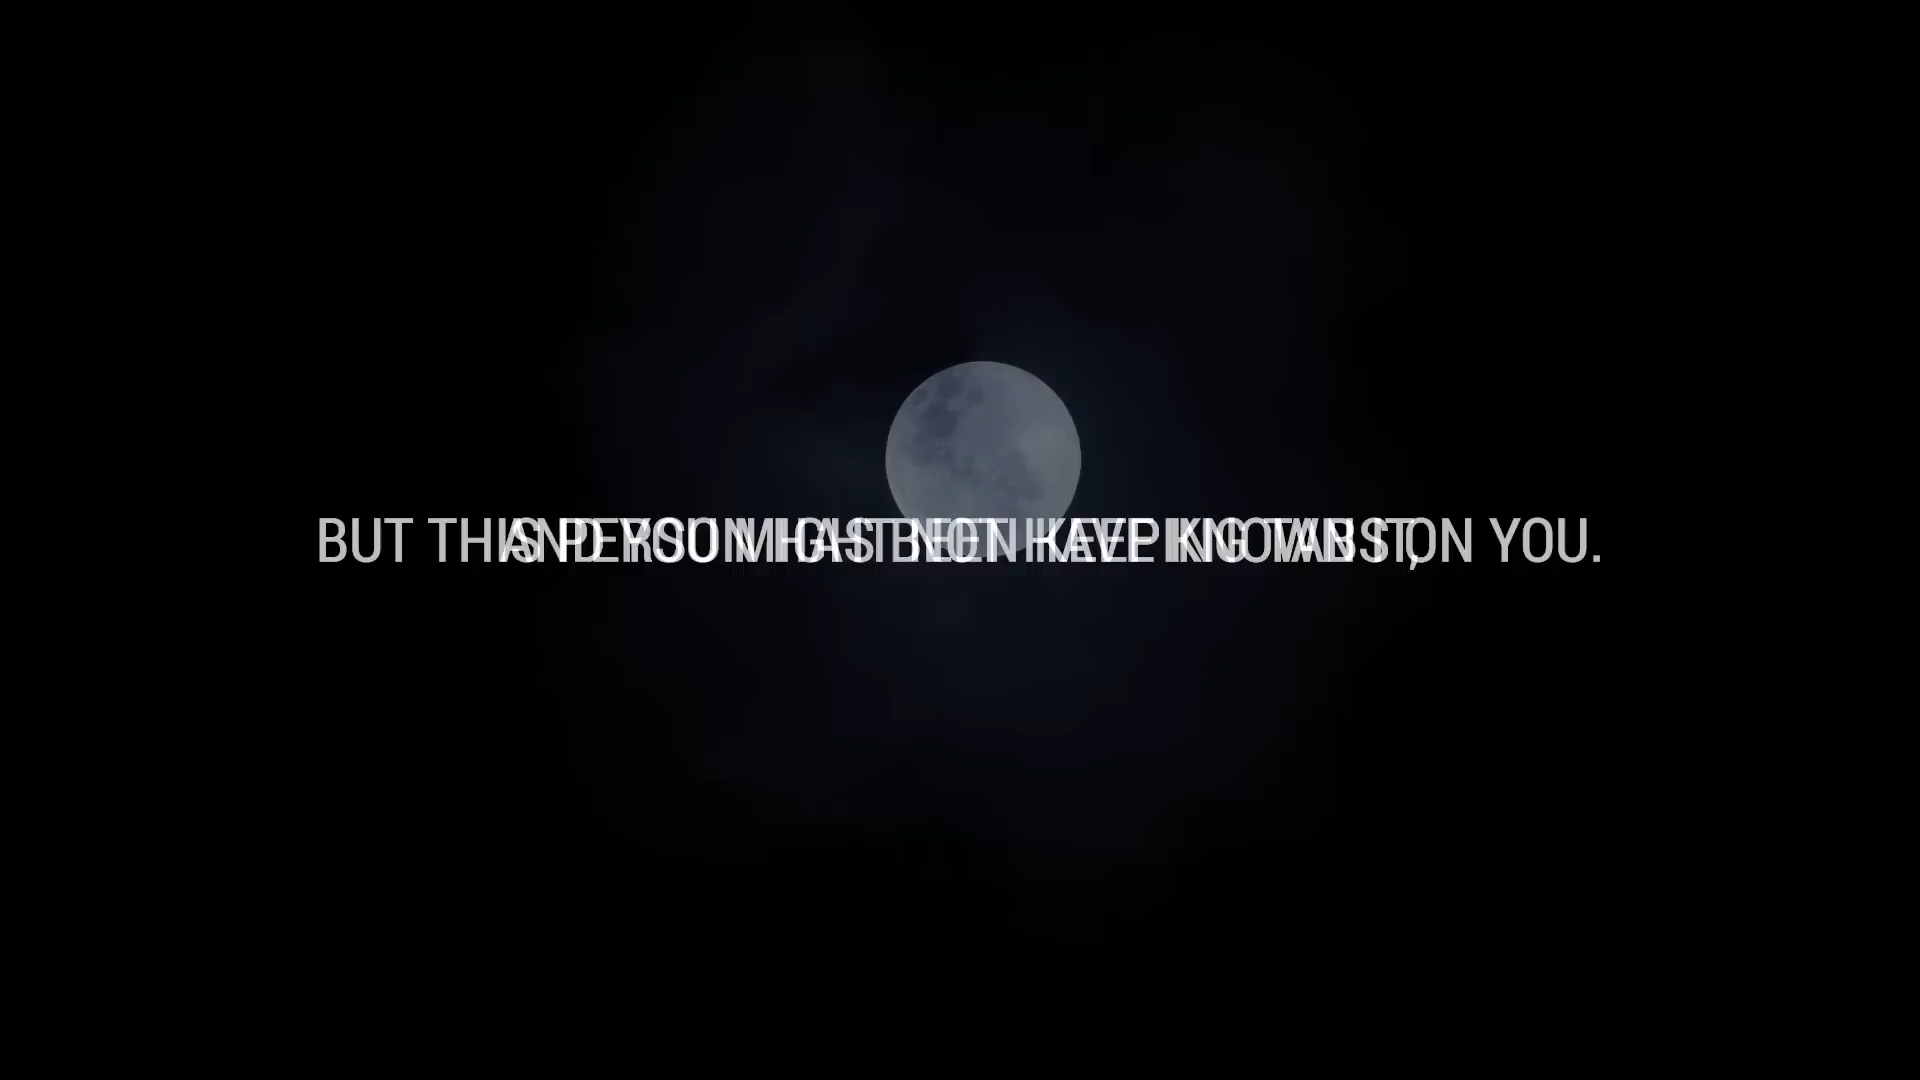 AND YOU MIGHT NOT HAVE KNOWN IT,
BUT THIS PERSON HAS BEEN KEEPING TABS ON YOU.